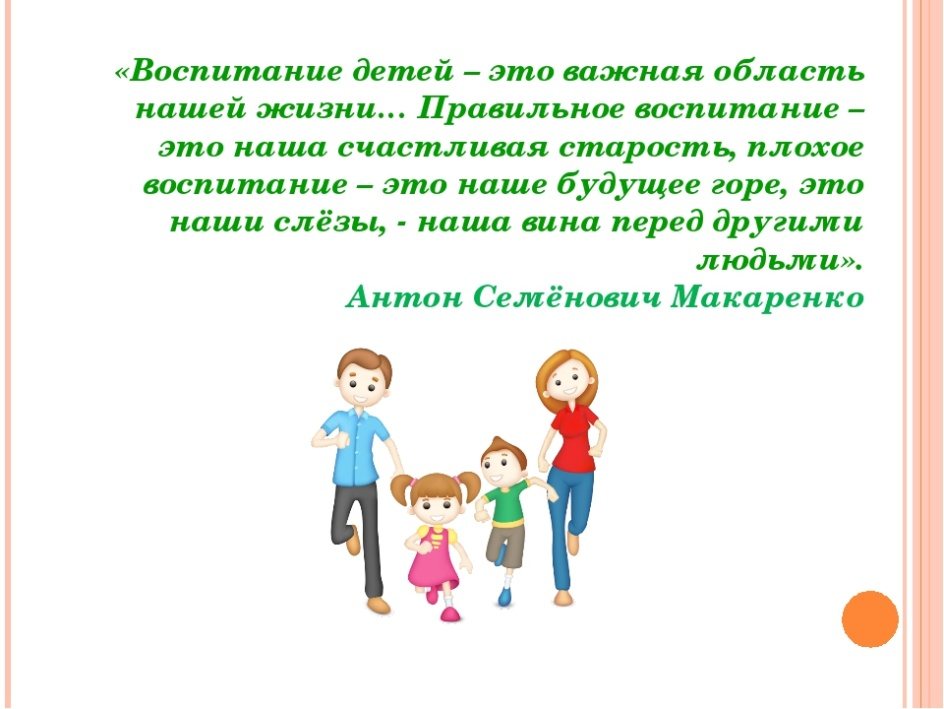 «Воспитание детей – это важная область
нашей жизни… Правильное воспитание –
это наша счастливая старость, плохое
воспитание – это наше будущее горе, это
наши слёзы, - наша вина перед другими
людьми».
Антон Семёнович Макаренко